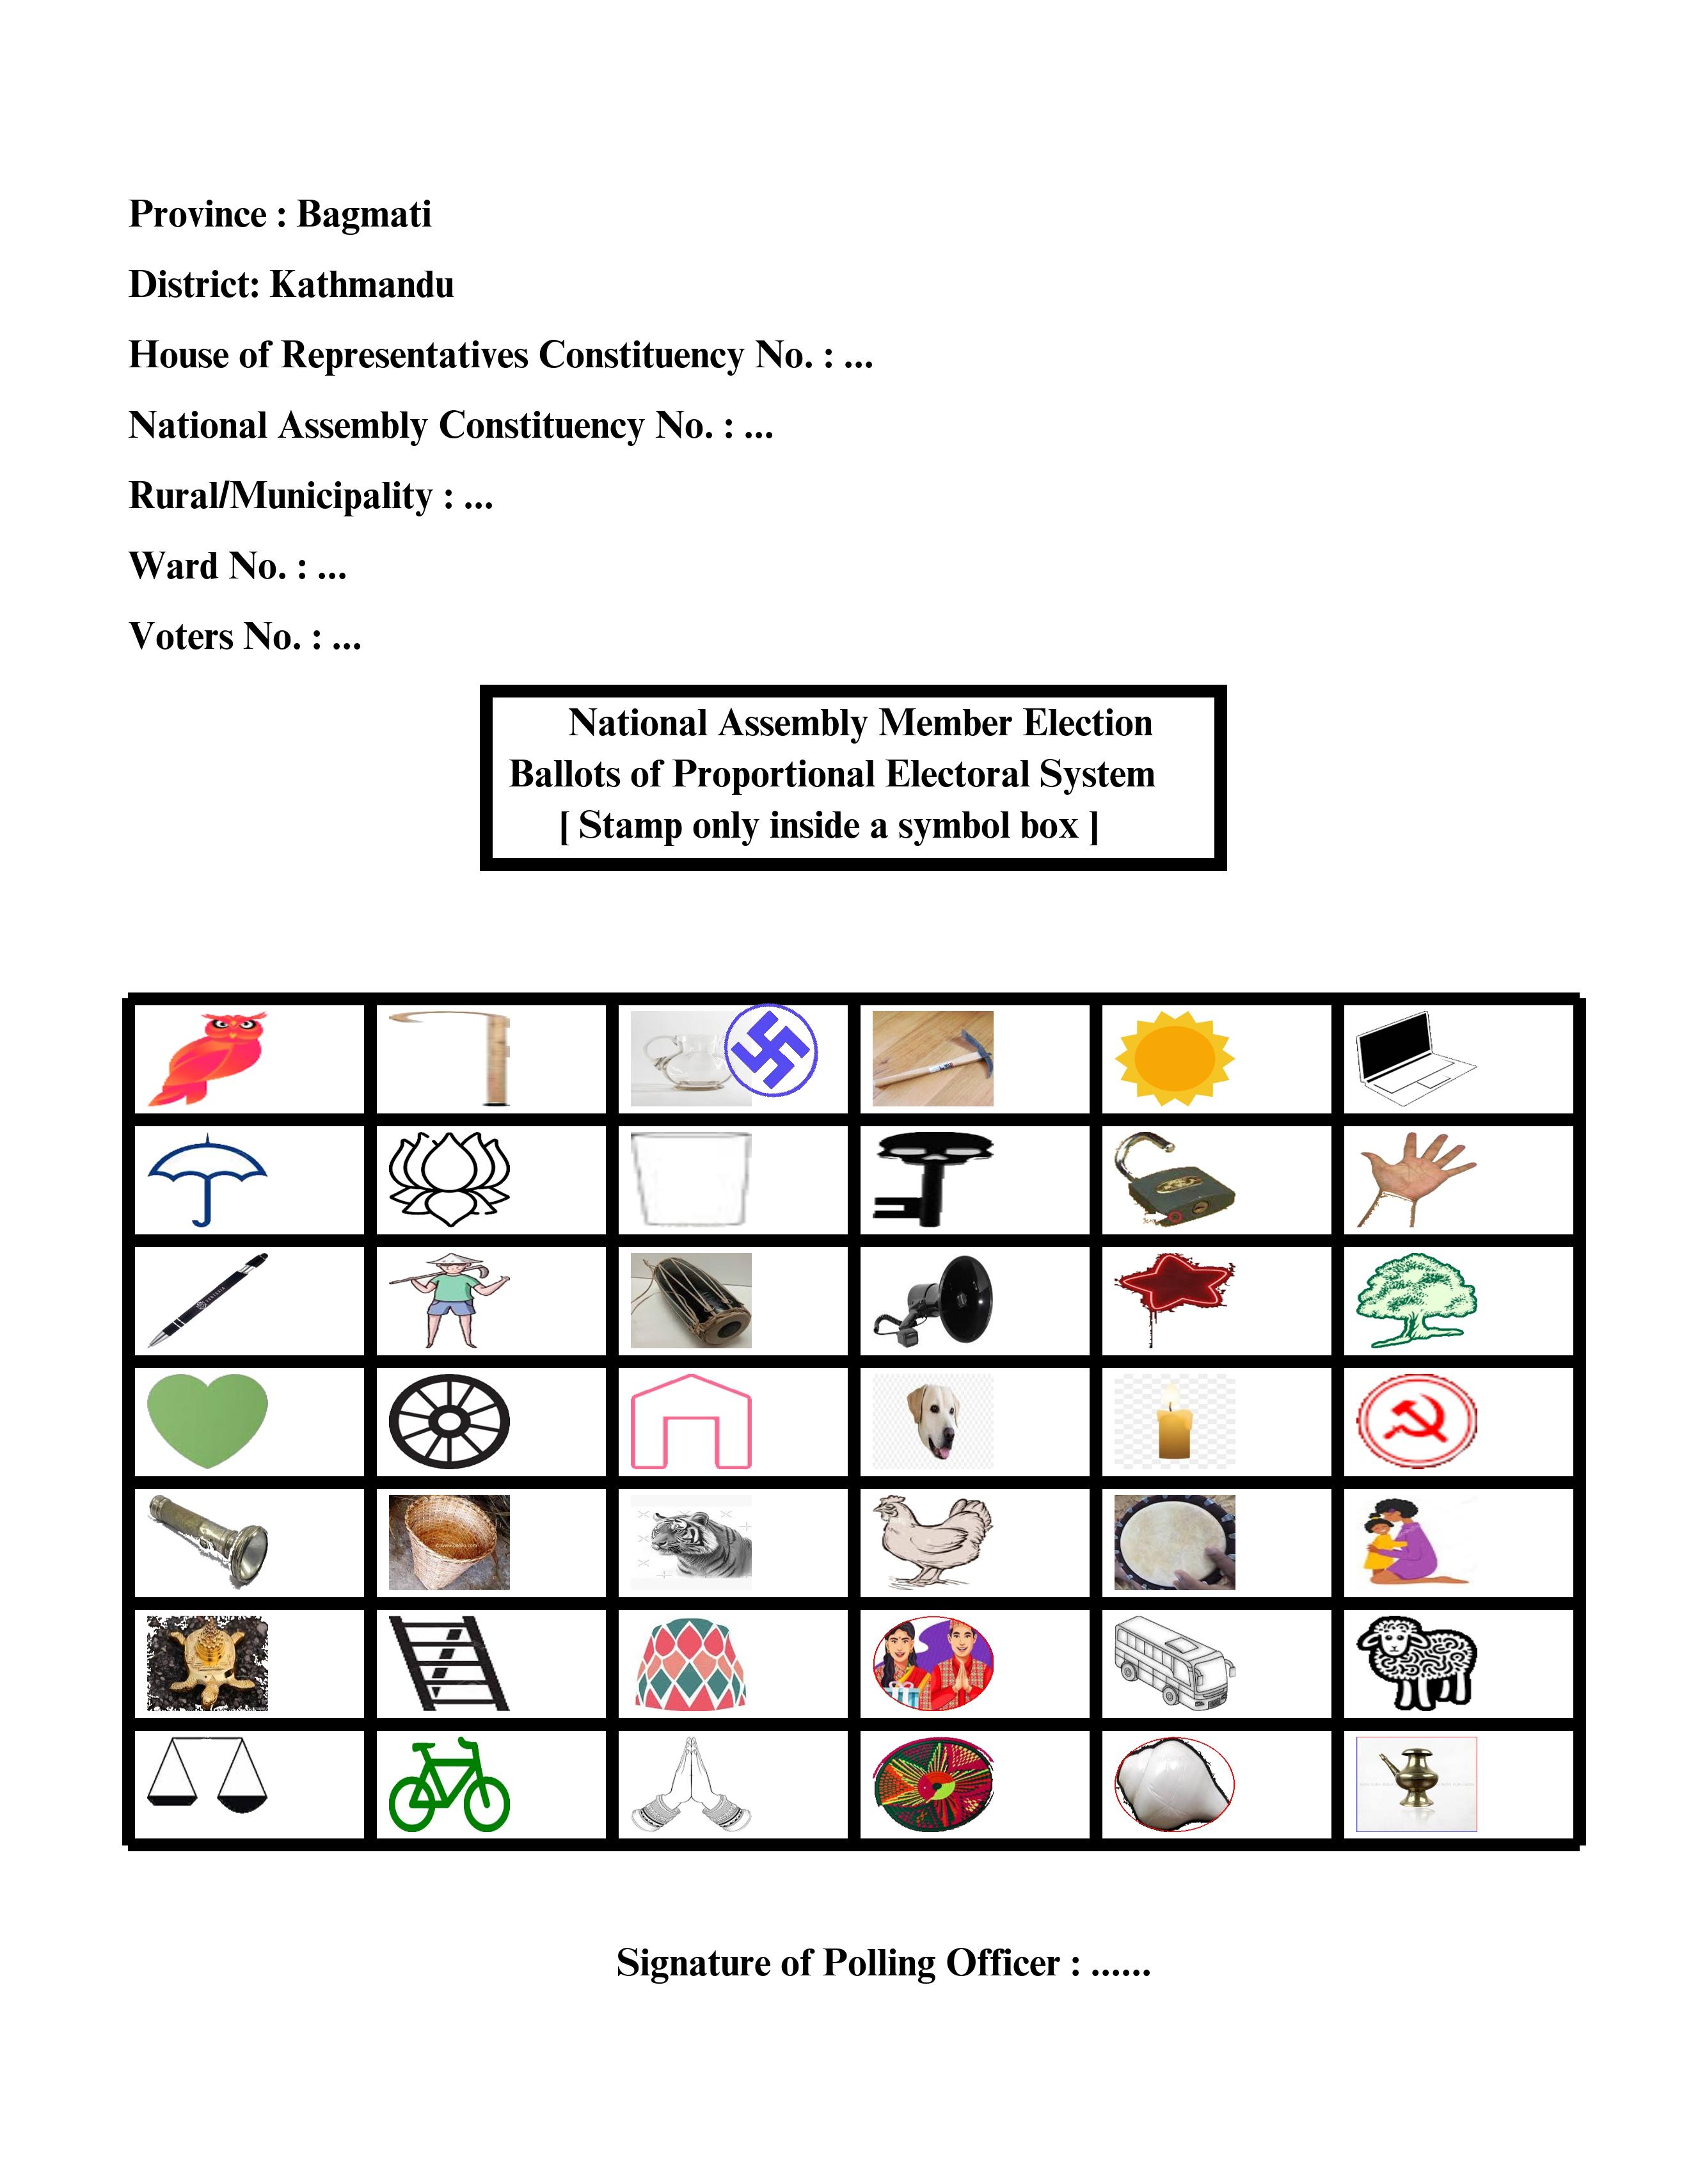 Province : Bagmati
District: Kathmandu
House of Representatives Constituency No. : ...
National Assembly Constituency No. : ...
Rural/Municipality : ...
Ward No. : ...
Voters No. : ...
National Assembly Member Election
Ballots of Proportional Electoral System
[ Stamp only inside a symbol box ]
Signature of Polling Officer : ......